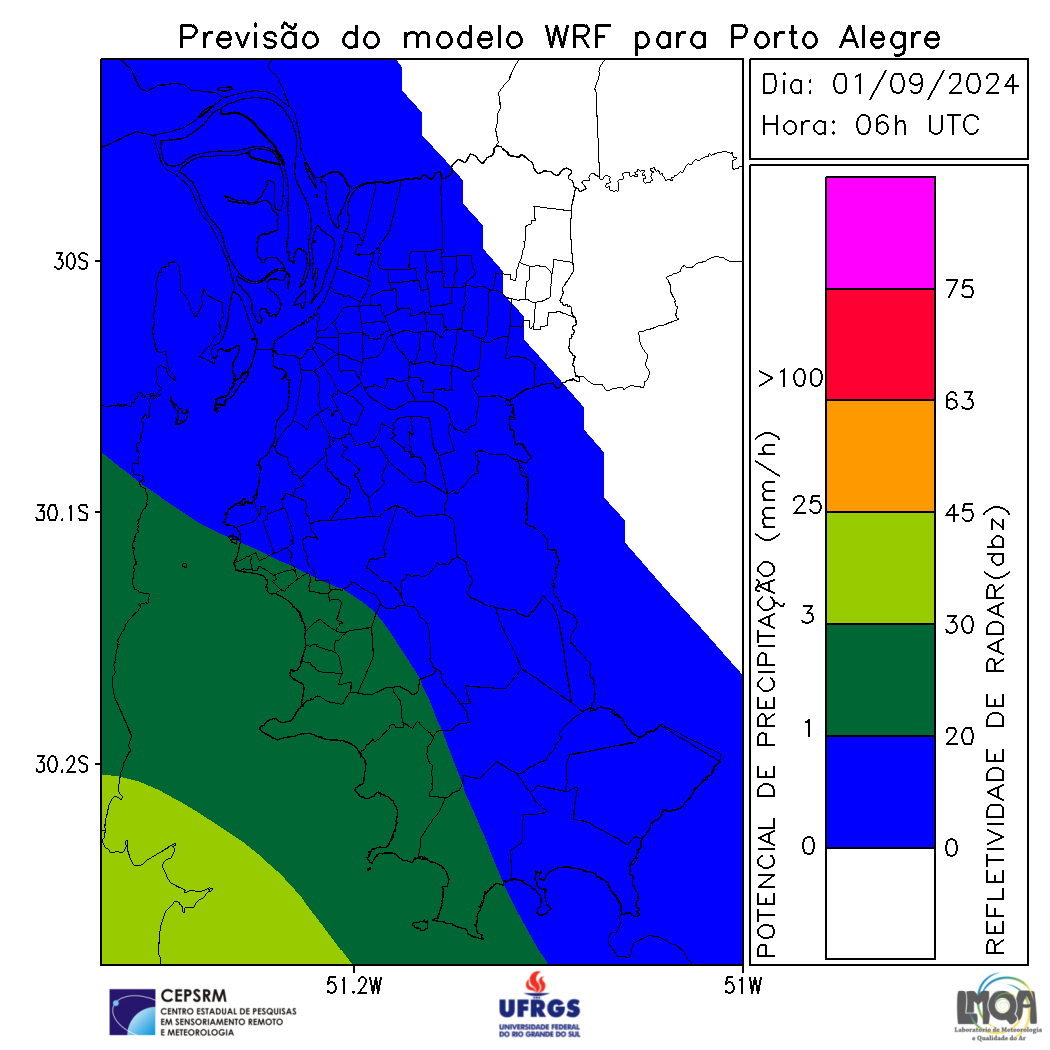 Previsão do modelo WRF para Porto Alegre
Dia: 01/09/2024
Hora: 06h UTC
30S
30.1S
30.2S
51.2W
51W
POTENCIAL DE PRECIPITAÇÃO (mm/h)
>100
25
3
1
0
75
63
45
30
20
0
REFLETIVIDADE DE RADAR(dbz)
CEPSRM
CENTRO ESTADUAL DE PESQUISAS
EM SENSORIAMENTO REMOTO
E METEOROLOGIA
UFRGS
UNIVERSIDADE FEDERAL
DO RIO GRANDE DO SUL
LMQA
Laboratório de Meteorologia
e Qualidade do Ar